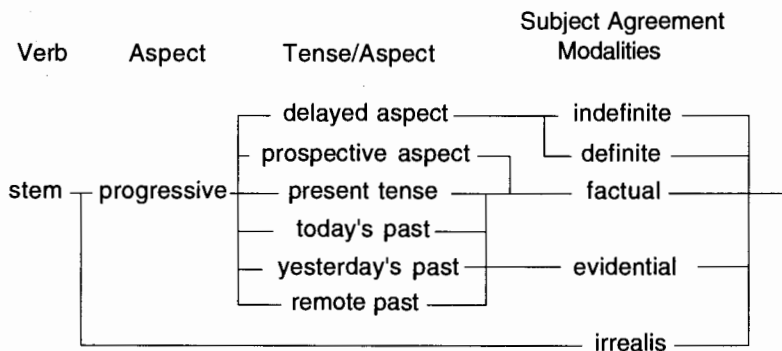 Subject Agreement
Verb Aspect Tense/Aspect Modalities
delayed aspect indefinite
prospective aspect definite
stem progressive present tense factual
today's past
yesterday's past evidential
remote past
irrealis